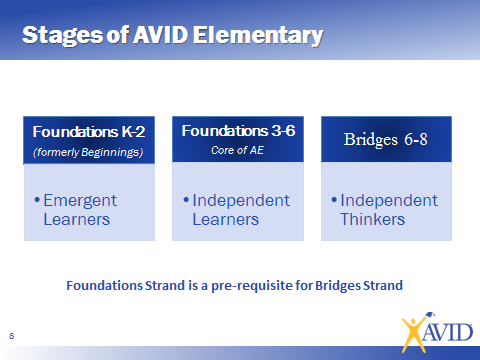 Stages of AVID Elementary
Foundations K-2
(formerly Beginnings)
• Emergent
Learners
Foundations 3-6
Core of AE
• Independent
Learners
Bridges 6-8
• Independent
Thinkers
Foundations Strand is a pre-requisite for Bridges Strand
8
AVID